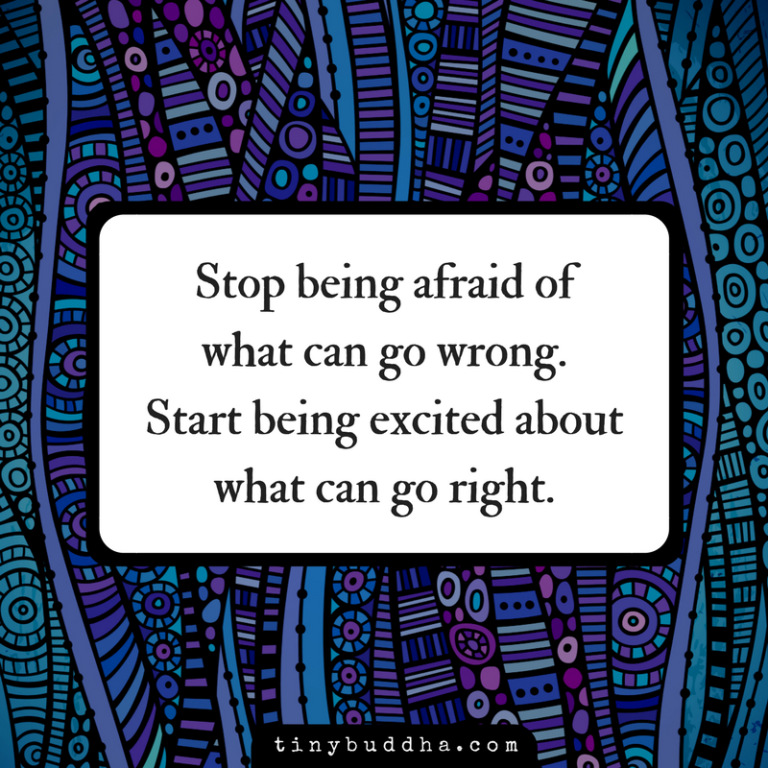 Stop being afraid of
what can go wrong.
Start being excited about
what can go right.
tinybuddha.com